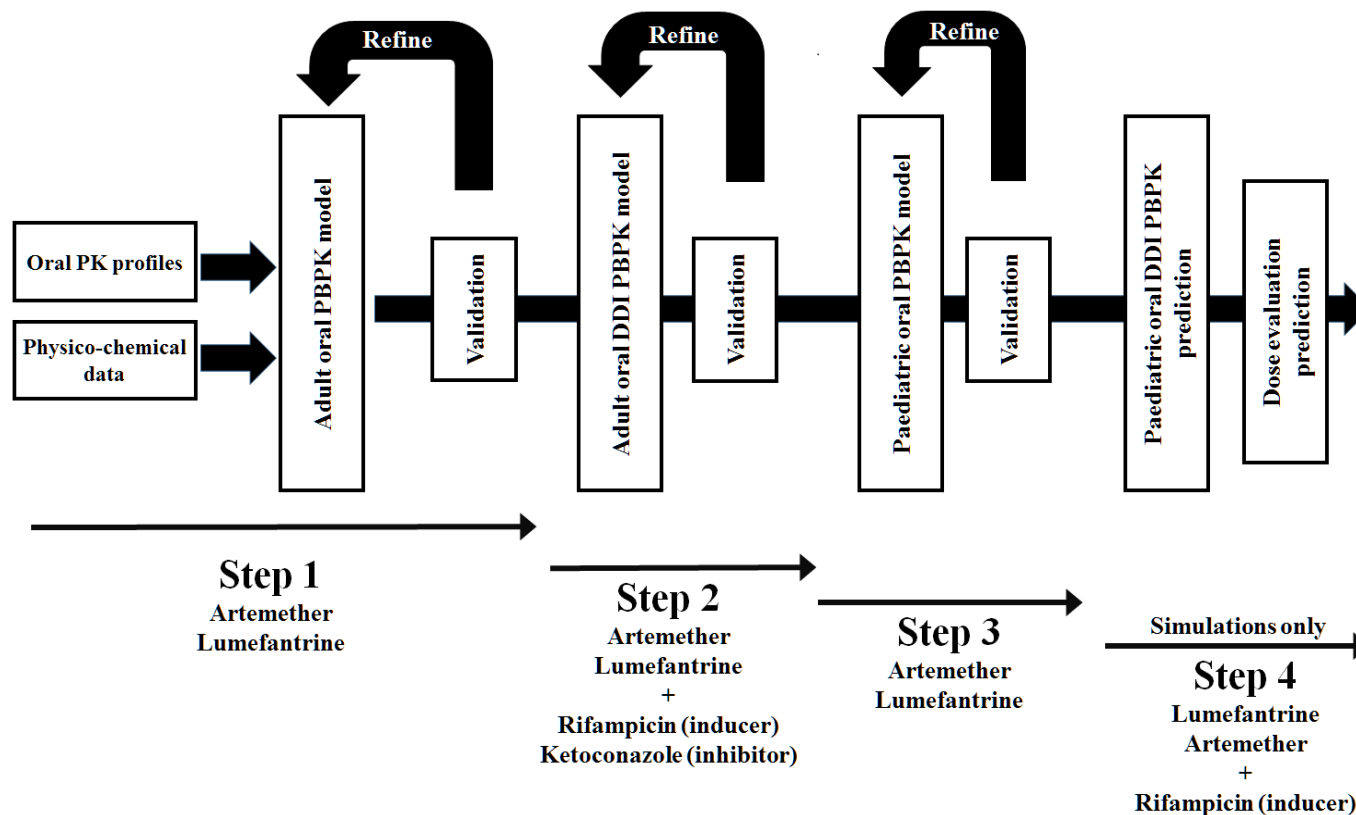 Refine
Refine
Refine
Oral PK profiles
Physico-chemical
data
Adult oral PBPK model
Validation
Adult oral DDI PBPK model
Validation
Paediatric oral PBPK model
Validation
Paediatric oral DDI PBPK
prediction
Dose evaluation
prediction
Step 1
Artemether
Lumefantrine
Step 2
Artemether
Lumefantrine
+
Rifampicin (inducer)
Ketoconazole (inhibitor)
Step 3
Artemether
Lumefantrine
Simulations only
Step 4
Lumefantrine
Artemether
+
Rifampicin (inducer)